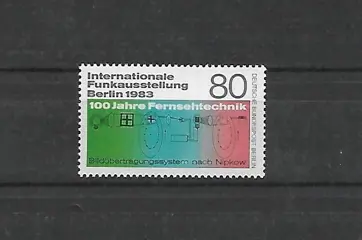 Internationale
Funkausstellung
Berlin 1983
80
100 Jahre Fernsehtechnik
Bildübertragungssystem nach Nipkow
DEUTSCHE BUNDESPOST BERLIN